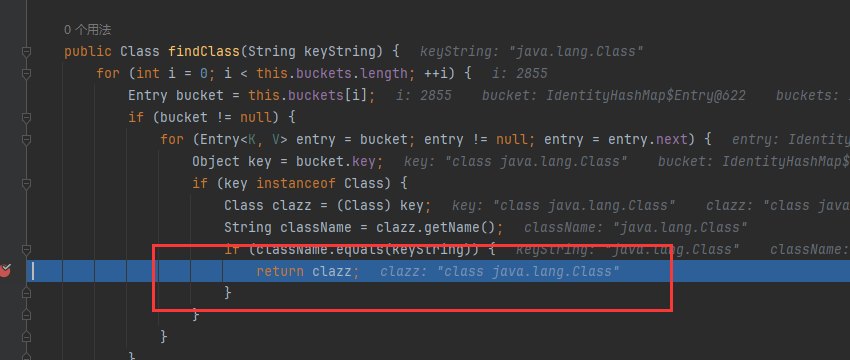 0 个用法
public Class findClass(String keyString) { keyString: "java.lang.Class"
for (int i = 0; i < this.buckets.length; ++i) { i: 2855
Entry bucket = this.buckets[i]; i: 2855 bucket: IdentityHashMap$Entry@622 buckets:
if (bucket != null) {
for (Entry<K, V> entry = bucket; entry != null; entry = entry.next) { entry: Identity
Object key = bucket.key; key: "class java.lang.Class" bucket: IdentityHashMap$
if (key instanceof Class) {
Class clazz = (Class) key; key: "class java.lang.Class" clazz: "class java
String className = clazz.getName(); className: "java.lang.Class"
if (className.equals(keyString)) { keyString: "java.lang.Class" className:
return clazz; clazz: "class java.lang.Class"
}
}
}
}